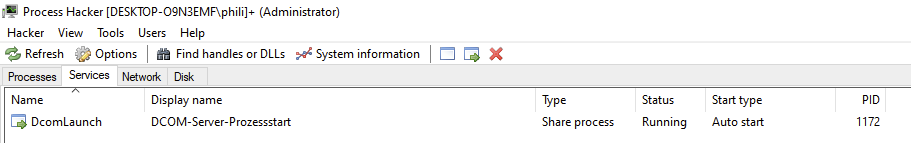 Process Hacker [DESKTOP-O9N3EMF\phili]+ (Administrator)
Hacker View Tools Users Help
Refresh Options Find handles or DLLs System information
Processes Services Network Disk
Name Display name Type Status Start type PID
DcomLaunch DCOM-Server-Prozessstart Share process Running Auto start 1172